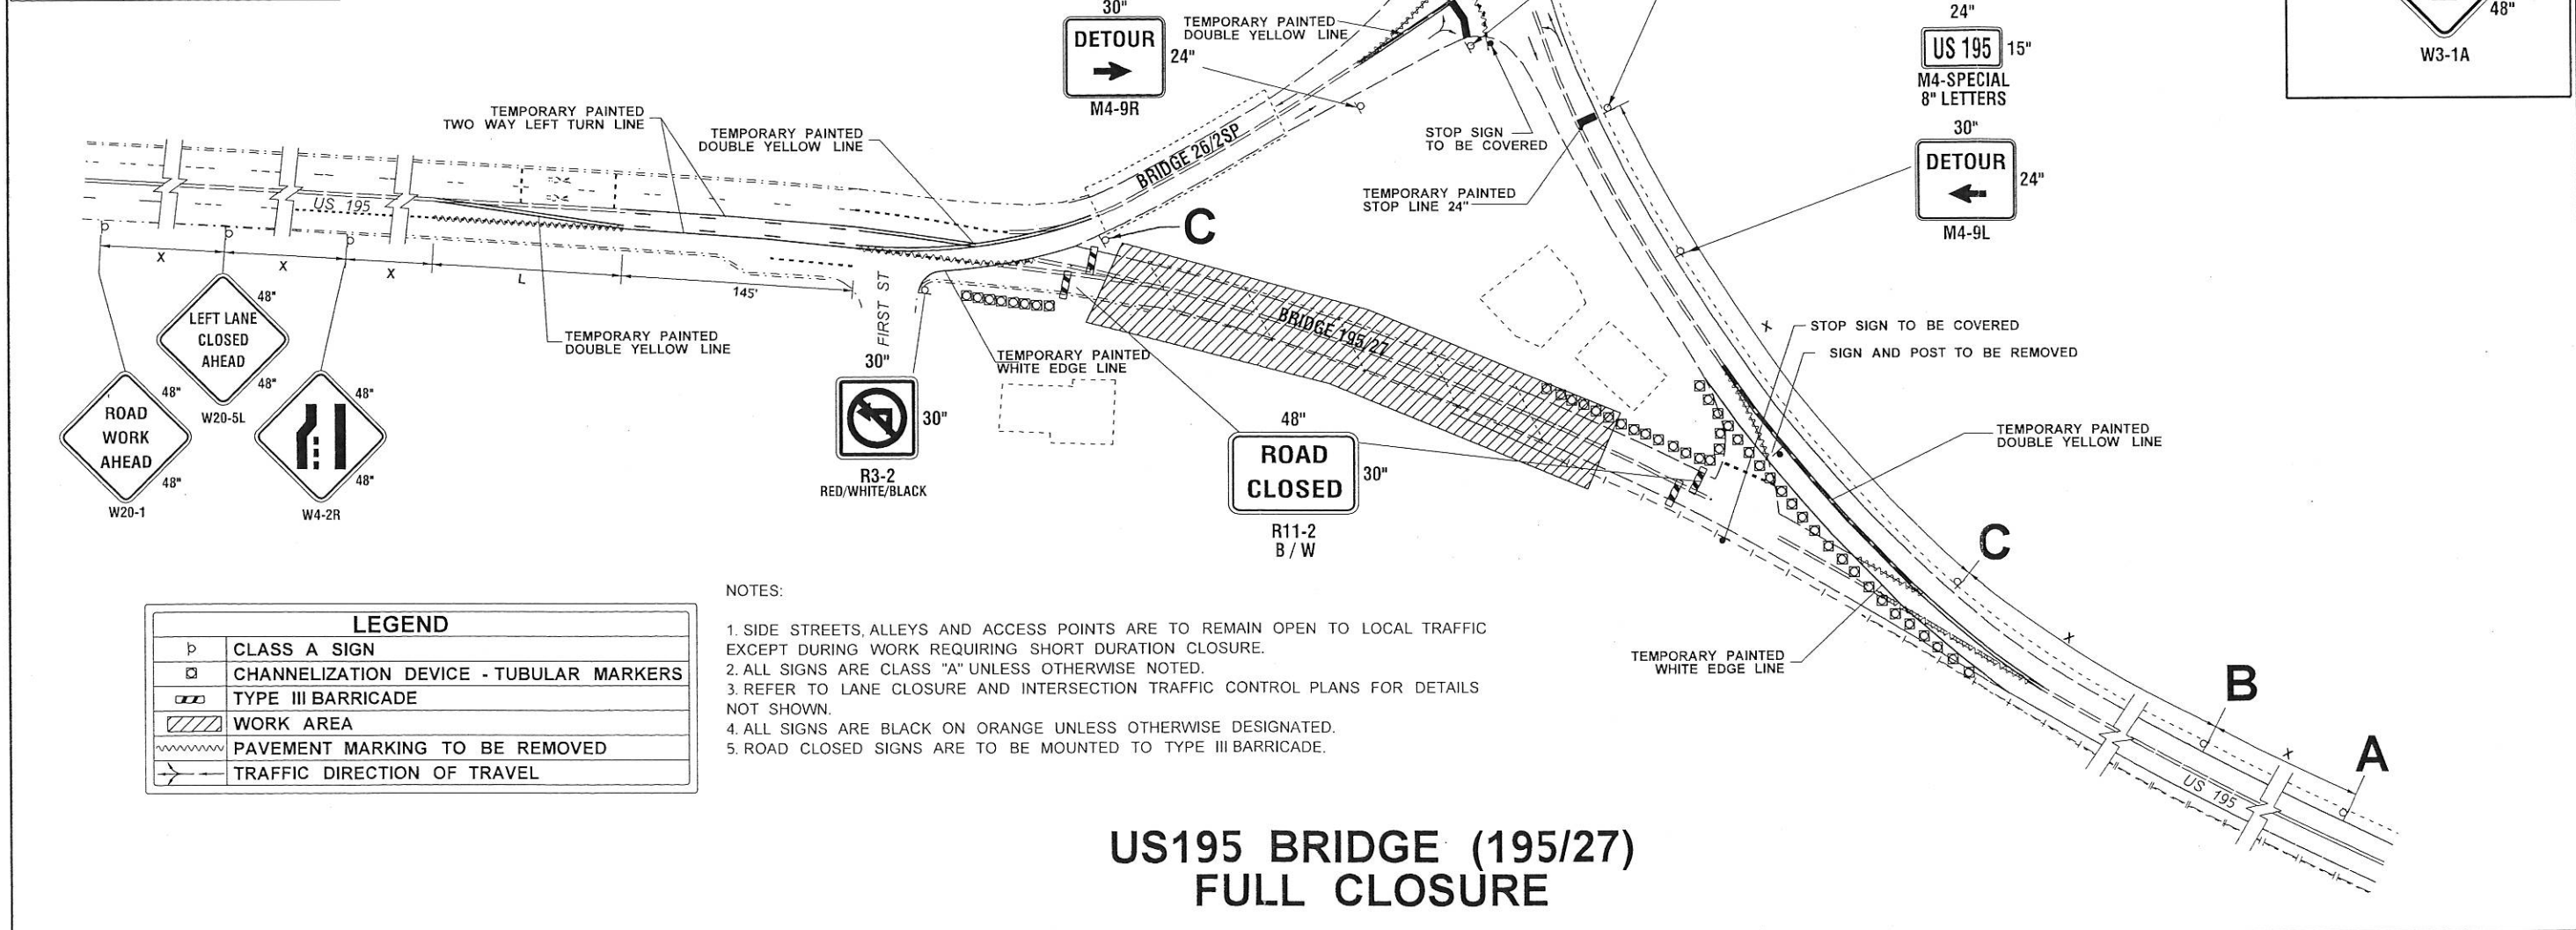 30"
DETOUR
24"
M4-9R
TEMPORARY PAINTED
DOUBLE YELLOW LINE
24"
US 195
15"
M4-SPECIAL
8" LETTERS
48"
W3-1A
TEMPORARY PAINTED
TWO WAY LEFT TURN LINE
TEMPORARY PAINTED
DOUBLE YELLOW LINE
BRIDGE 26/2SP
STOP SIGN
TO BE COVERED
30"
DETOUR
24"
M4-9L
TEMPORARY PAINTED
STOP LINE 24"
US 195
C
X
X
X
L
145'
FIRST ST
LEFT LANE
CLOSED
AHEAD
48"
48"
W20-5L
ROAD
WORK
AHEAD
48"
48"
W20-1
48"
48"
W4-2R
TEMPORARY PAINTED
DOUBLE YELLOW LINE
30"
30"
R3-2
RED/WHITE/BLACK
TEMPORARY PAINTED
WHITE EDGE LINE
BRIDGE 195/27
48"
ROAD
CLOSED
30"
R11-2
B / W
X
STOP SIGN TO BE COVERED
SIGN AND POST TO BE REMOVED
TEMPORARY PAINTED
DOUBLE YELLOW LINE
C
X
TEMPORARY PAINTED
WHITE EDGE LINE
B
X
A
US 195
LEGEND
CLASS A SIGN
CHANNELIZATION DEVICE - TUBULAR MARKERS
TYPE III BARRICADE
WORK AREA
PAVEMENT MARKING TO BE REMOVED
TRAFFIC DIRECTION OF TRAVEL
NOTES:
1. SIDE STREETS, ALLEYS AND ACCESS POINTS ARE TO REMAIN OPEN TO LOCAL TRAFFIC
EXCEPT DURING WORK REQUIRING SHORT DURATION CLOSURE.
2. ALL SIGNS ARE CLASS "A" UNLESS OTHERWISE NOTED.
3. REFER TO LANE CLOSURE AND INTERSECTION TRAFFIC CONTROL PLANS FOR DETAILS
NOT SHOWN.
4. ALL SIGNS ARE BLACK ON ORANGE UNLESS OTHERWISE DESIGNATED.
5. ROAD CLOSED SIGNS ARE TO BE MOUNTED TO TYPE III BARRICADE.
US195 BRIDGE (195/27)
FULL CLOSURE